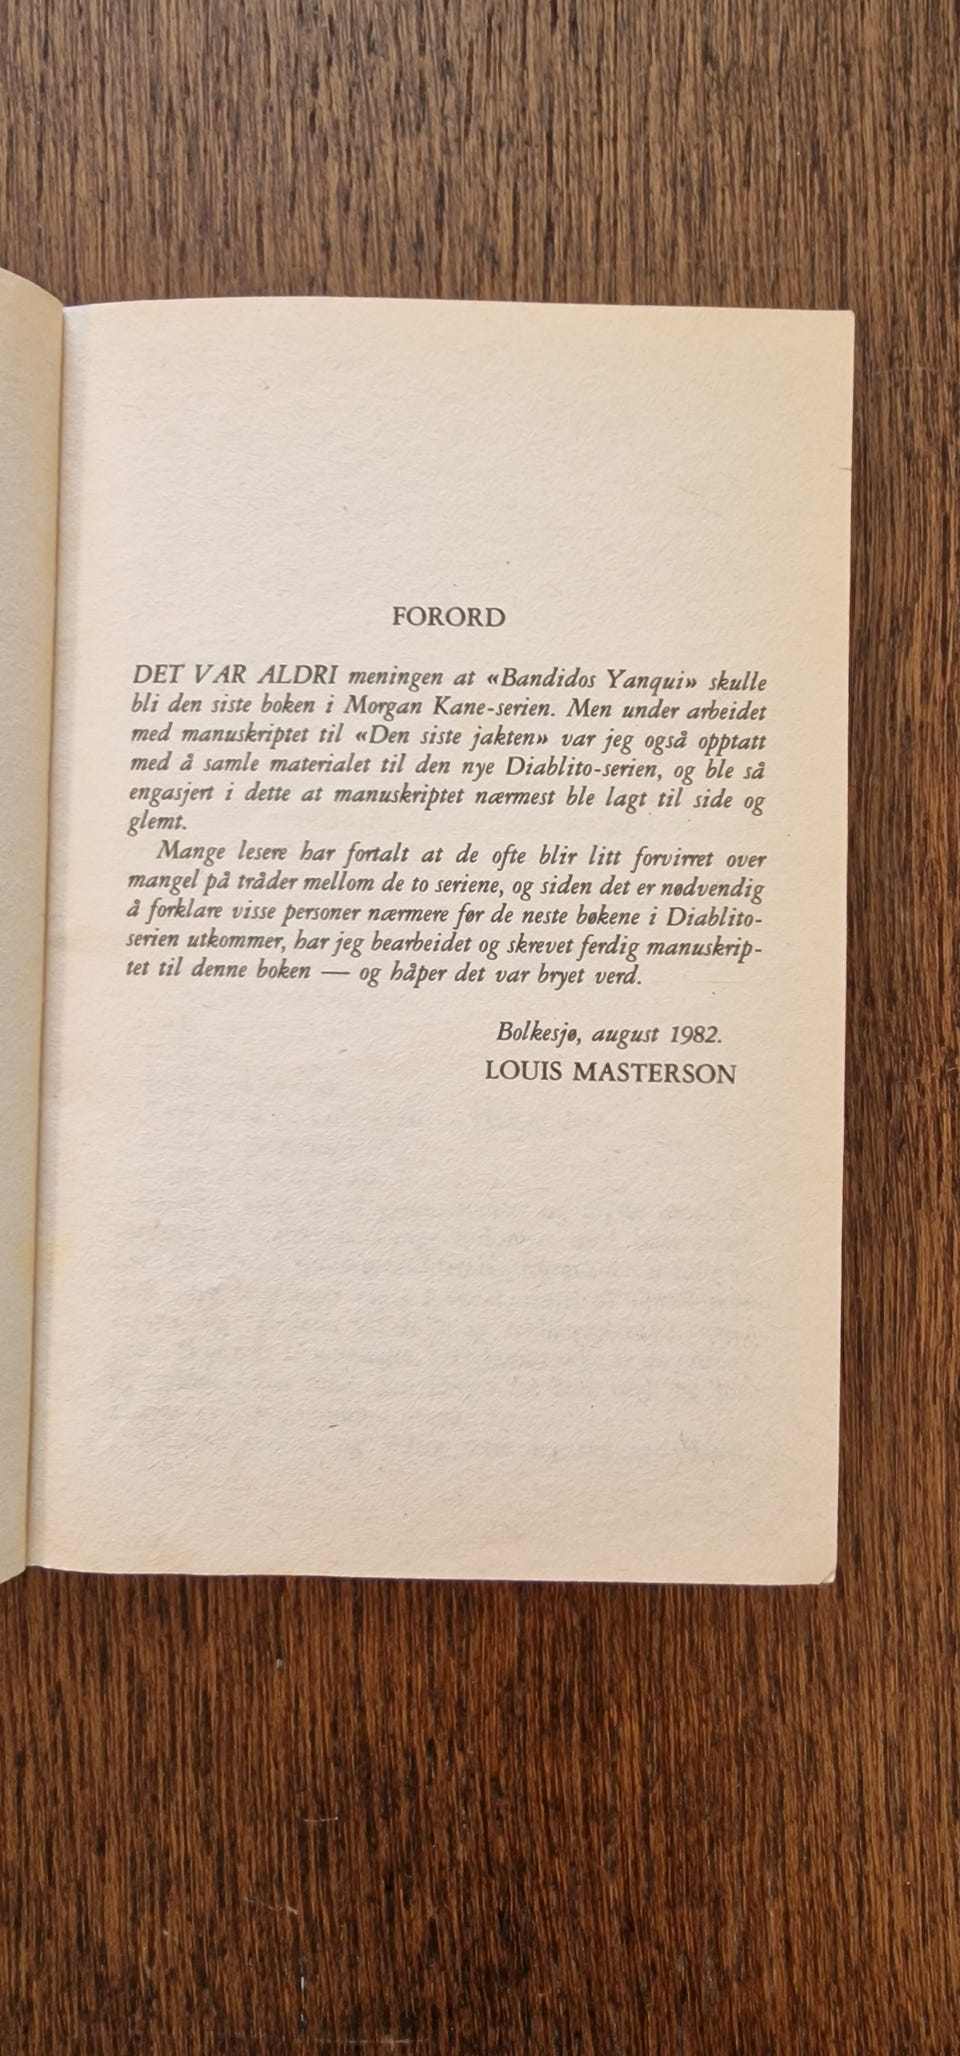 FORORD
DET VAR ALDRI meningen at «Bandidos Yanqui» skulle
bli den siste boken i Morgan Kane-serien. Men under arbeidet
med manuskriptet til «Den siste jakten» var jeg også opptatt
med å samle materialet til den nye Diablito-serien, og ble så
engasjert i dette at manuskriptet nærmest ble lagt til side og
glemt.
Mange lesere har fortalt at de ofte blir litt forvirret over
mangel på tråder mellom de to seriene, og siden det er nødvendig
å forklare visse personer nærmere før de neste bøkene i Diablito-
serien utkommer, har jeg bearbeidet og skrevet ferdig manuskrip-
tet til denne boken — og håper det var bryet verd.
Bolkesjø, august 1982.
LOUIS MASTERSON